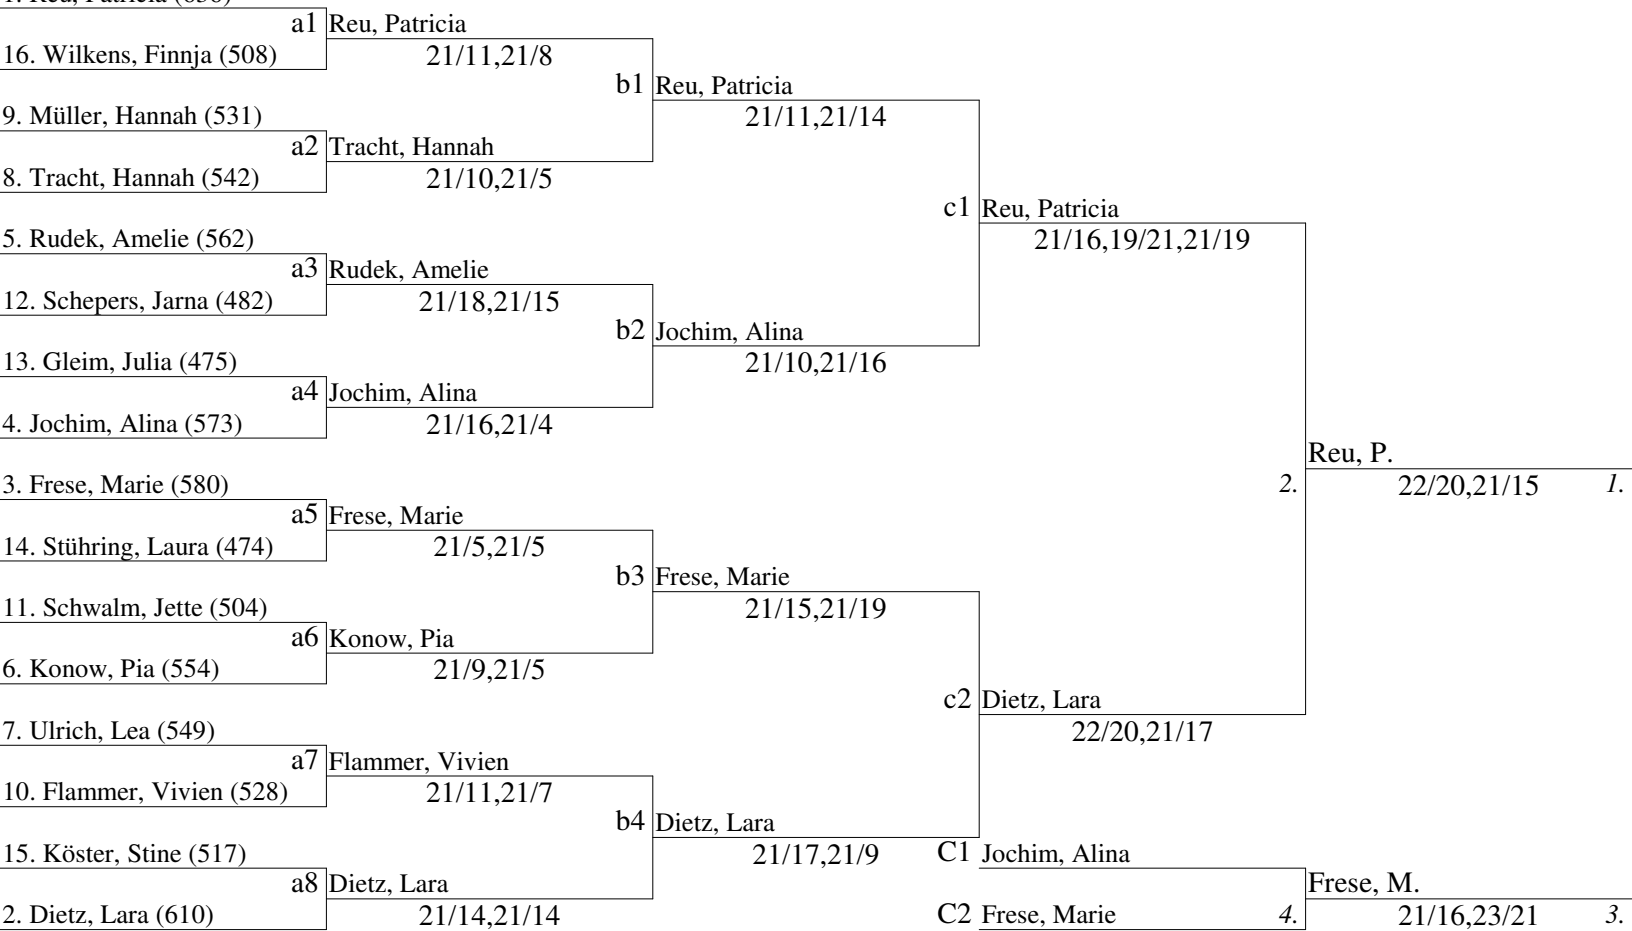 a1 Reu, Patricia
16. Wilkens, Finnja (508)
21/11,21/8
b1 Reu, Patricia
9. Müller, Hannah (531)
21/11,21/14
a2 Tracht, Hannah
8. Tracht, Hannah (542)
21/10,21/5
c1 Reu, Patricia
5. Rudek, Amelie (562)
21/16,19/21,21/19
a3 Rudek, Amelie
12. Schepers, Jarna (482)
21/18,21/15
b2 Jochim, Alina
13. Gleim, Julia (475)
21/10,21/16
a4 Jochim, Alina
4. Jochim, Alina (573)
21/16,21/4
Reu, P.
3. Frese, Marie (580)
2.
22/20,21/15
1.
a5 Frese, Marie
14. Stühring, Laura (474)
21/5,21/5
b3 Frese, Marie
11. Schwalm, Jette (504)
21/15,21/19
a6 Konow, Pia
6. Konow, Pia (554)
21/9,21/5
c2 Dietz, Lara
7. Ulrich, Lea (549)
22/20,21/17
a7 Flammer, Vivien
10. Flammer, Vivien (528)
21/11,21/7
b4 Dietz, Lara
15. Köster, Stine (517)
21/17,21/9
C1 Jochim, Alina
a8 Dietz, Lara
Frese, M.
2. Dietz, Lara (610)
21/14,21/14
C2 Frese, Marie
4.
21/16,23/21
3.